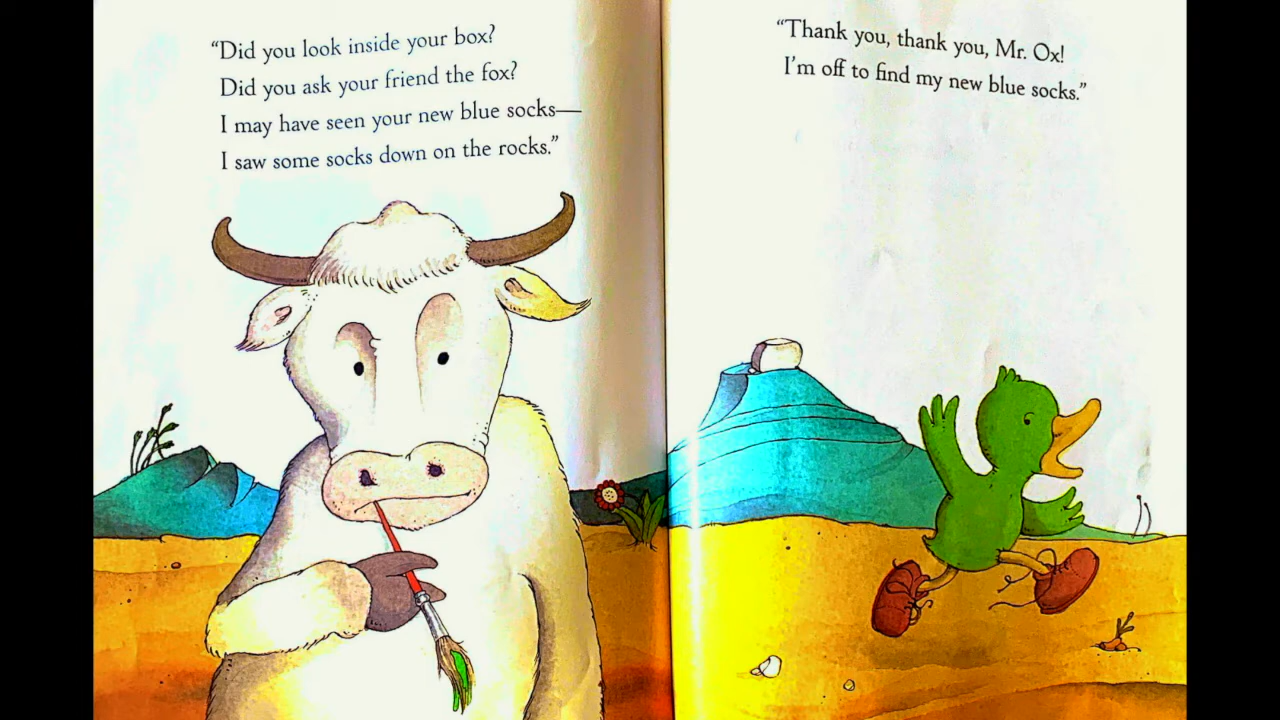 “Did you look inside your box?
Did you ask your friend the fox?
I may have seen your new blue socks—
I saw some socks down on the rocks.”
“Thank you, thank you, Mr. Ox!
I’m off to find my new blue socks.”